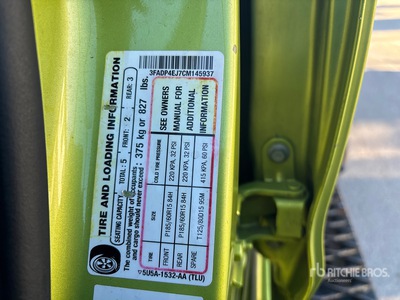 3FADP4EJ7CM145937
TIRE AND LOADING INFORMATION
SEATING CAPACITY TOTAL: 5 FRONT: 2 REAR: 3
The combined weight of occupants
and cargo should never exceed : 375 kg or 827 lbs.
TIRE SIZE COLD TIRE PRESSURE
FRONT P185/60R15 84H 220 KPA, 32 PSI
REAR P185/60R15 84H 220 KPA, 32 PSI
SPARE T125/80D15 95M 415 KPA, 60 PSI
SEE OWNERS
MANUAL FOR
ADDITIONAL
INFORMATION
5U5A-1532-AA (TLU)
rb
RITCHIE BROS.